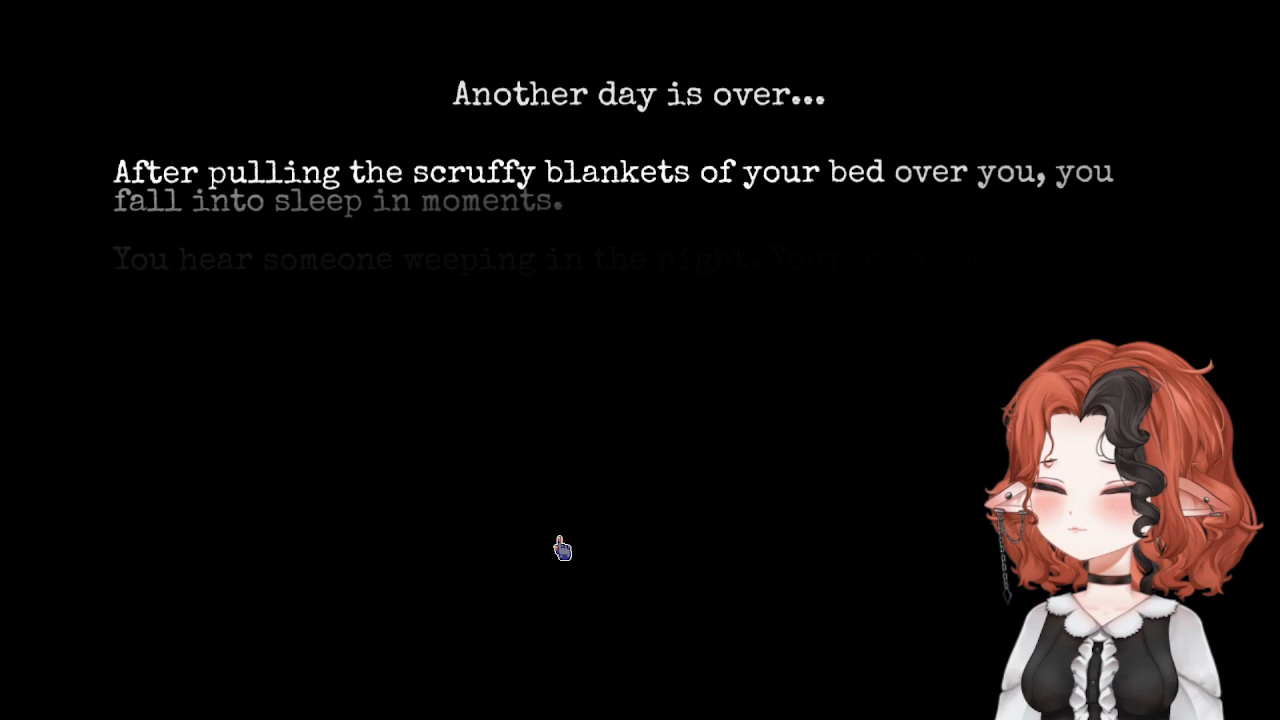 Another day is over...
After pulling the scruffy blankets of your bed over you, you
fall into sleep in moments.
You hear someone weeping in the night. Your